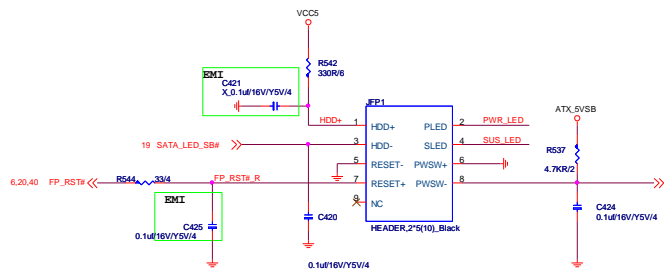 VCC5
R542
330R/6
EMI
C421
X_0.1uf/16V/Y5V/4
HDD+
JFP1
1 HDD+ PLED 2 PWR_LED
19 SATA_LED_SB# 3 HDD- SLED 4 SUS_LED
5 RESET- PWSW+ 6
6,20,40 FP_RST# R544 33/4 FP_RST#_R 7 RESET+ PWSW- 8
9 NC
HEADER,2*5(10)_Black
ATX_5VSB
R537
4.7KR/2
EMI
C425
0.1uf/16V/Y5V/4
C420
0.1uf/16V/Y5V/4
C424
0.1uf/16V/Y5V/4